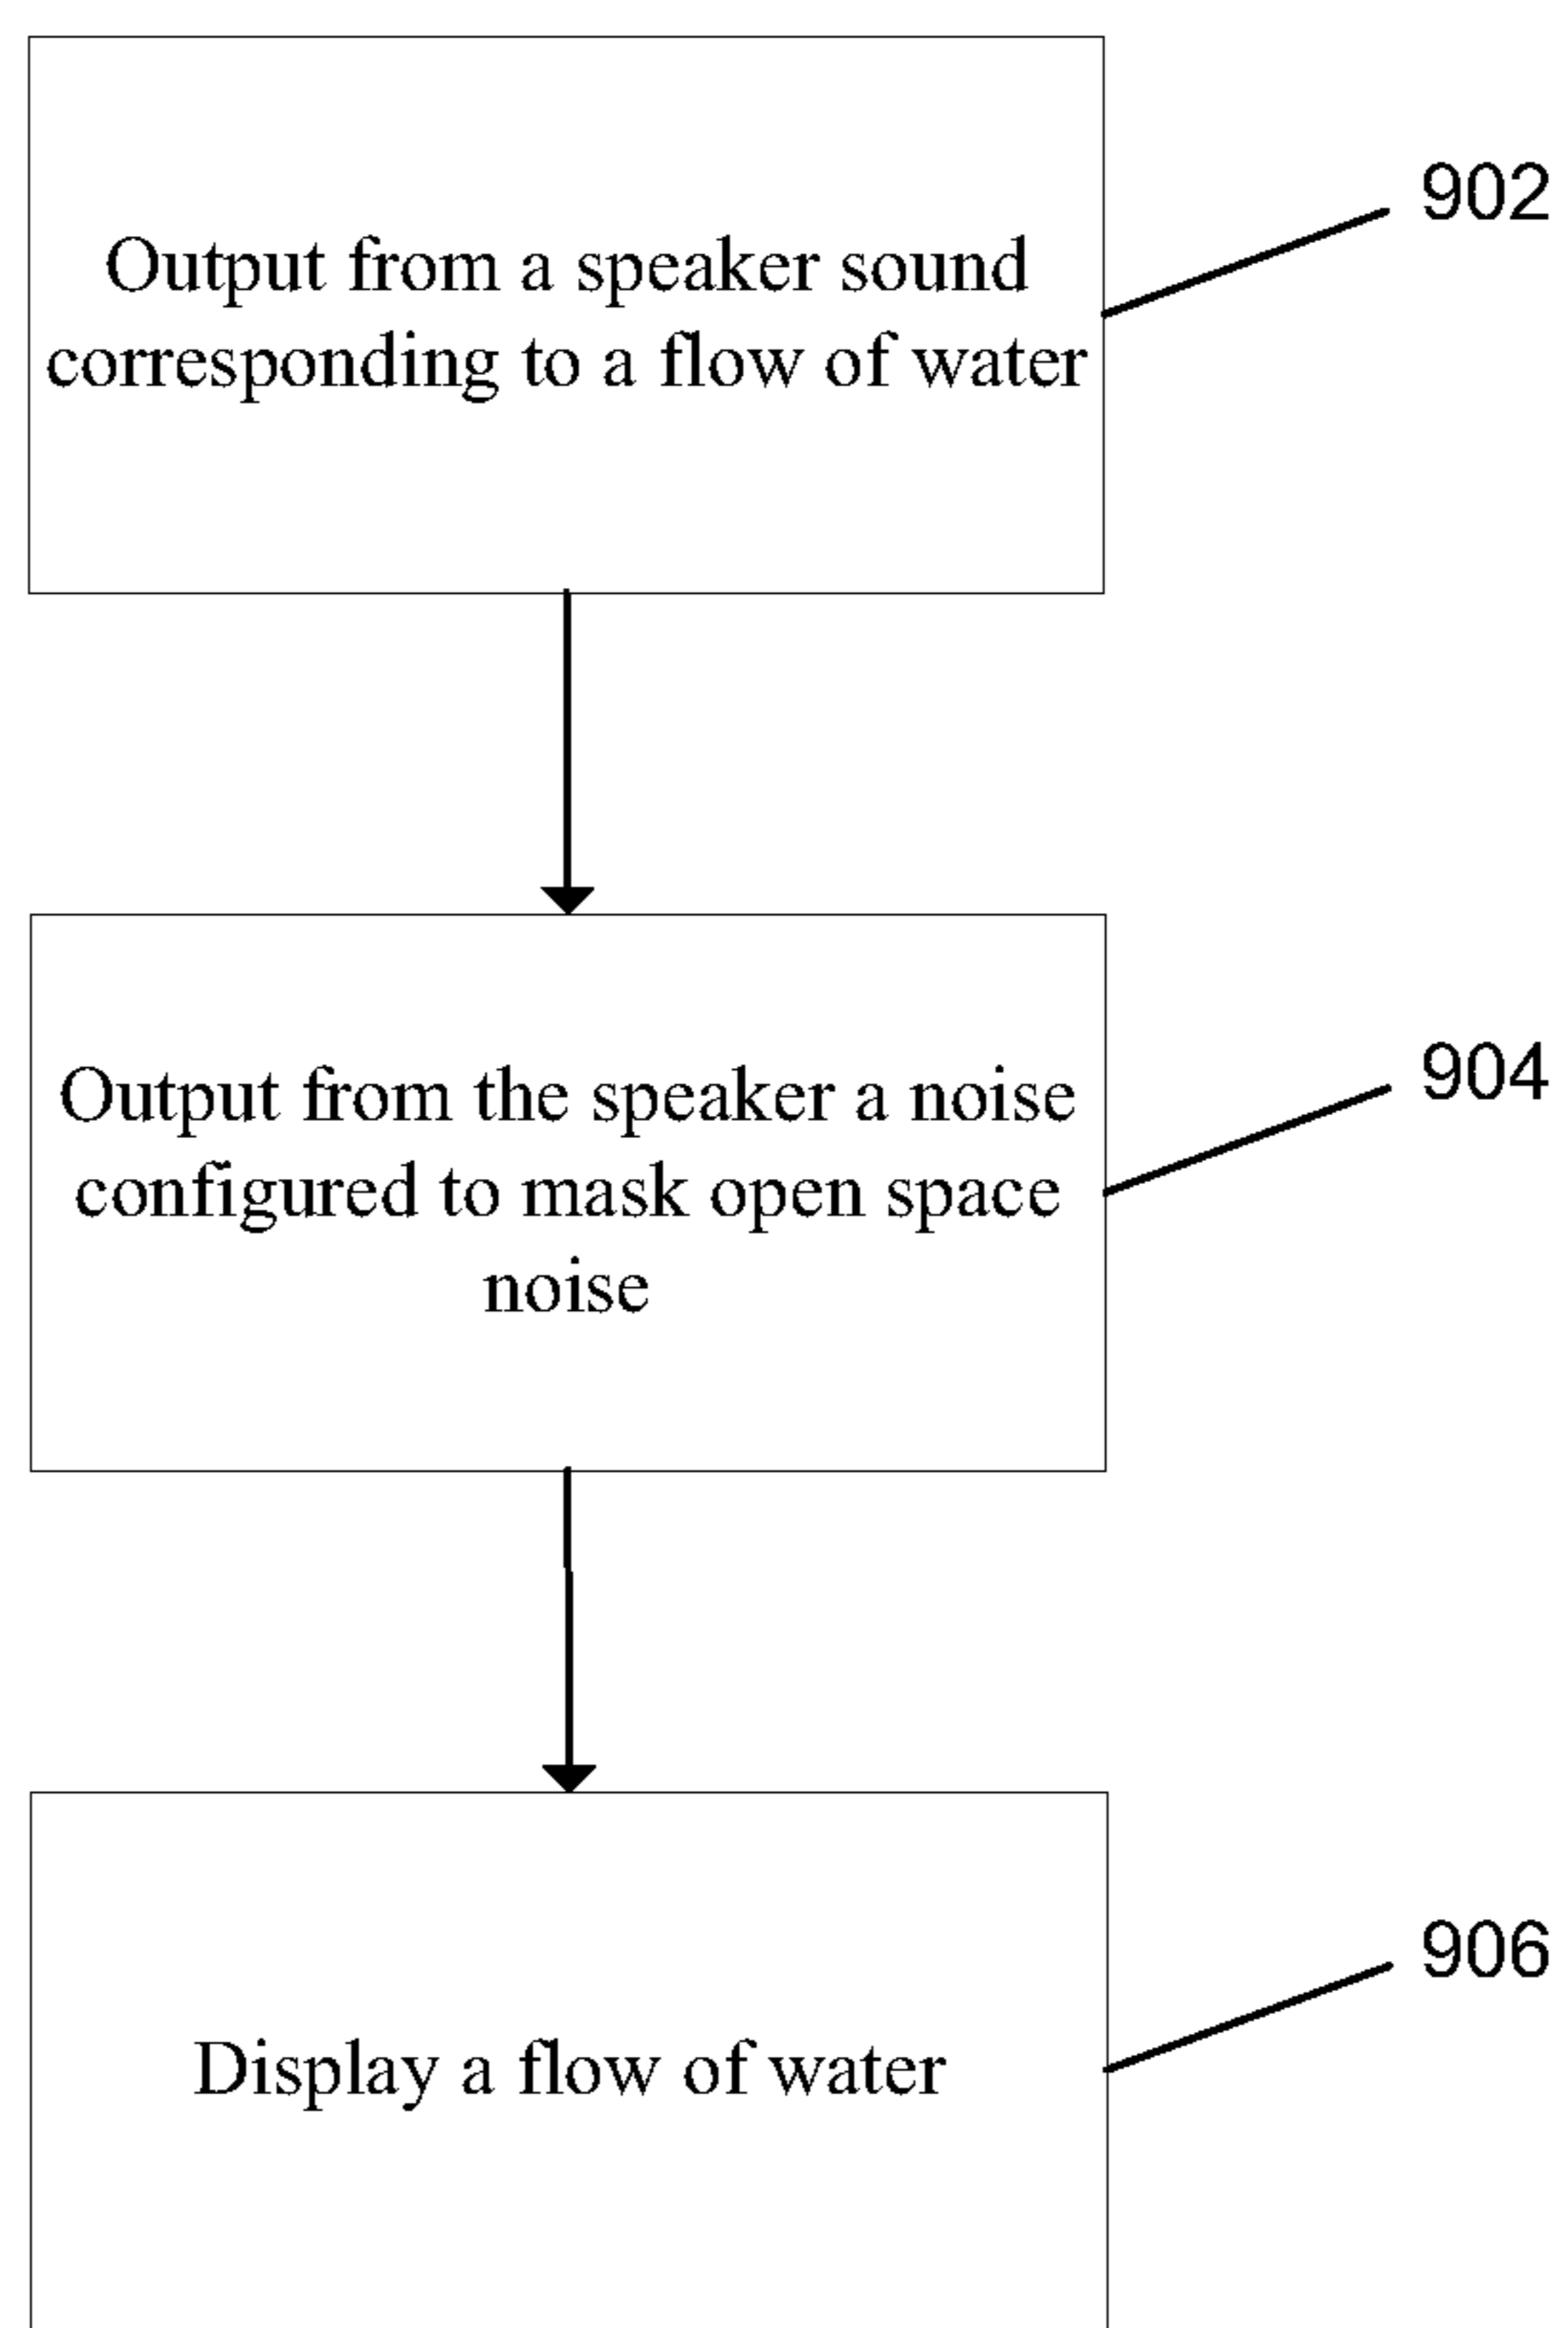 Output from a speaker sound
corresponding to a flow of water
902
Output from the speaker a noise
configured to mask open space
noise
904
Display a flow of water
906